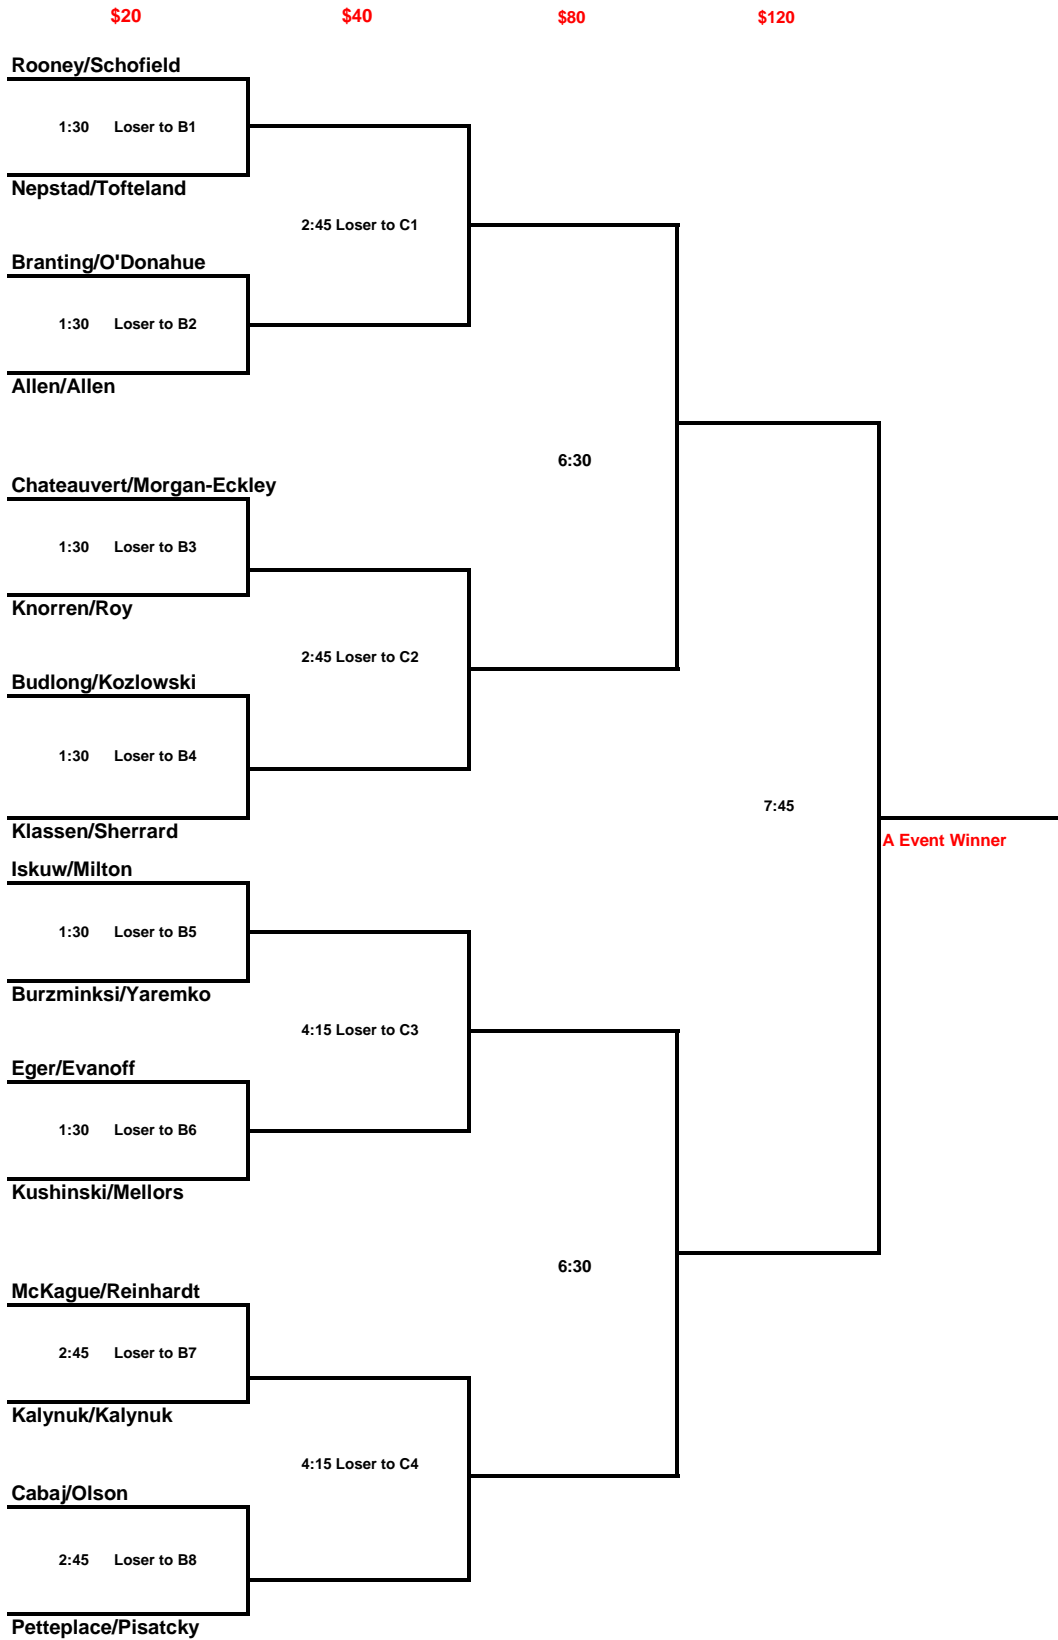 $20 $40 $80 $120
Rooney/Schofield
1:30 Loser to B1
Nepstad/Tofteland
2:45 Loser to C1
Branting/O'Donahue
1:30 Loser to B2
Allen/Allen
6:30
Chateauvert/Morgan-Eckley
1:30 Loser to B3
Knorren/Roy
2:45 Loser to C2
Budlong/Kozlowski
1:30 Loser to B4
7:45
Klassen/Sherrard
A Event Winner
Iskuw/Milton
1:30 Loser to B5
Burzminksi/Yaremko
4:15 Loser to C3
Eger/Evanoff
1:30 Loser to B6
Kushinski/Mellors
6:30
McKague/Reinhardt
2:45 Loser to B7
Kalynuk/Kalynuk
4:15 Loser to C4
Cabaj/Olson
2:45 Loser to B8
Petteplace/Pisatcky